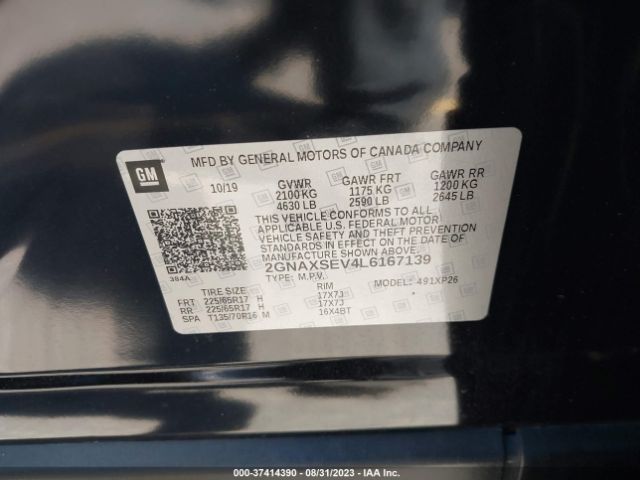 MFD BY GENERAL MOTORS OF CANADA COMPANY
GM
10/19 GVWR GAWR FRT GAWR RR
2100 KG 1175 KG 1200 KG
4630 LB 2590 LB 2645 LB
THIS VEHICLE CONFORMS TO ALL
APPLICABLE U.S. FEDERAL MOTOR
VEHICLE SAFETY AND BUMPER
STANDARDS IN EFFECT ON THE DATE
OF MANUFACTURE SHOWN ABOVE.
2GNAXSEV4L6167139
TYPE: M.P.V. MODEL: 491XP26
384A
TIRE SIZE RIM
FRT 225/65R17 H 17X7J
RR 225/65R17 H 17X7J
SPA T135/70R16 M 16X4BT
000-37414390 - 08/31/2023 - IAA Inc.